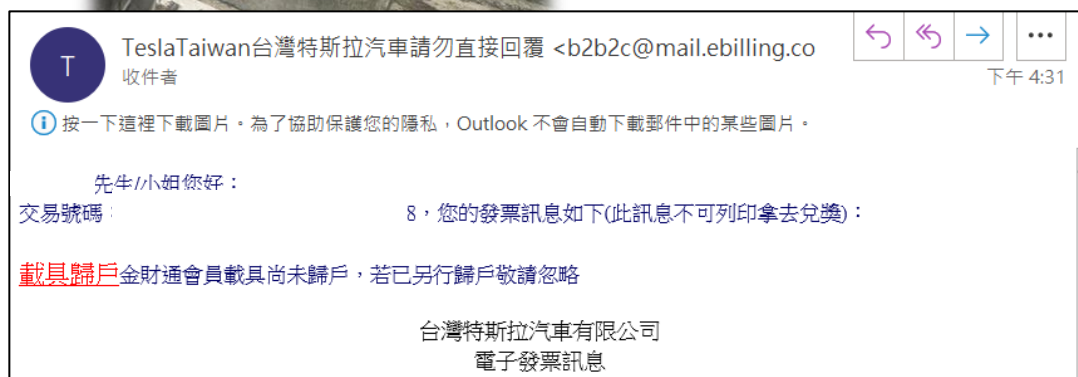 T
TeslaTaiwan台灣特斯拉汽車請勿直接回覆 <b2b2c@mail.ebilling.co
收件者
下午 4:31
按一下這裡下載圖片。為了協助保護您的隱私，Outlook 不會自動下載郵件中的某些圖片。
先生/小姐您好：
交易號碼： 8，您的發票訊息如下(此訊息不可列印拿去兌獎)：
載具歸戶金財通會員載具尚未歸戶，若已另行歸戶敬請忽略
台灣特斯拉汽車有限公司
電子發票訊息